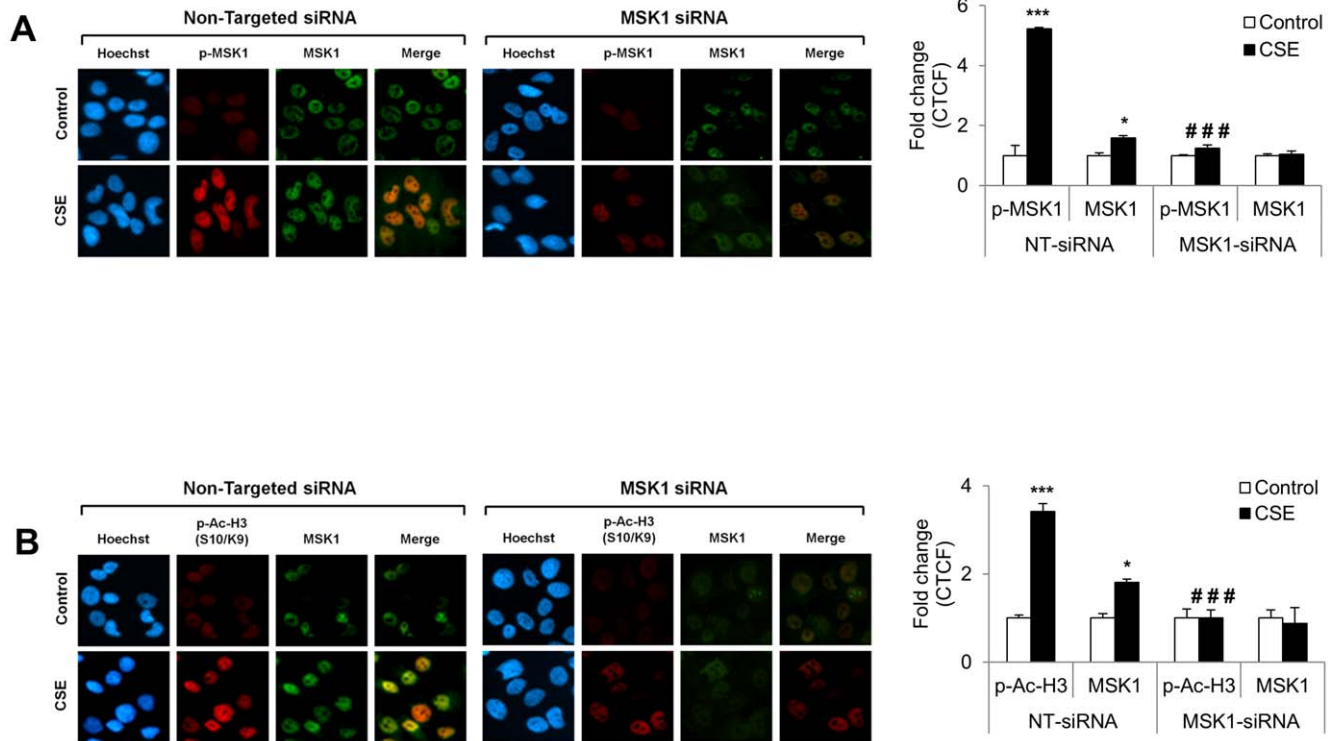 A
Non-Targeted siRNA
MSK1 siRNA
Hoechst p-MSK1 MSK1 Merge
Hoechst p-MSK1 MSK1 Merge
Control
CSE
6
4
2
0
Fold change
(CTCF)
***
*
# # #
Control
CSE
p-MSK1 MSK1 p-MSK1 MSK1
NT-siRNA MSK1-siRNA
B
Non-Targeted siRNA
MSK1 siRNA
Hoechst p-Ac-H3 (S10/K9) MSK1 Merge
Hoechst p-Ac-H3 (S10/K9) MSK1 Merge
Control
CSE
4
2
0
Fold change
(CTCF)
***
*
# # #
Control
CSE
p-Ac-H3 MSK1 p-Ac-H3 MSK1
NT-siRNA MSK1-siRNA